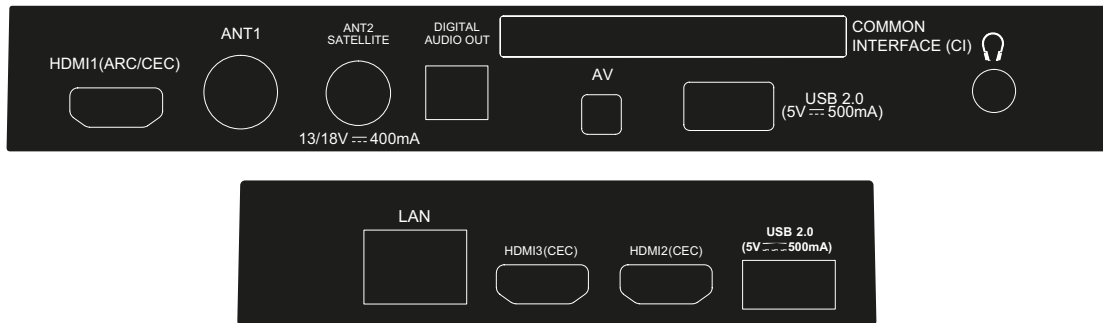 HDMI1(ARC/CEC)
ANT1
ANT2
SATELLITE
13/18V ⎓ 400mA
DIGITAL
AUDIO OUT
COMMON
INTERFACE (CI)
AV
USB 2.0
(5V ⎓ 500mA)
LAN
HDMI3(CEC)
HDMI2(CEC)
USB 2.0
(5V ⎓ 500mA)